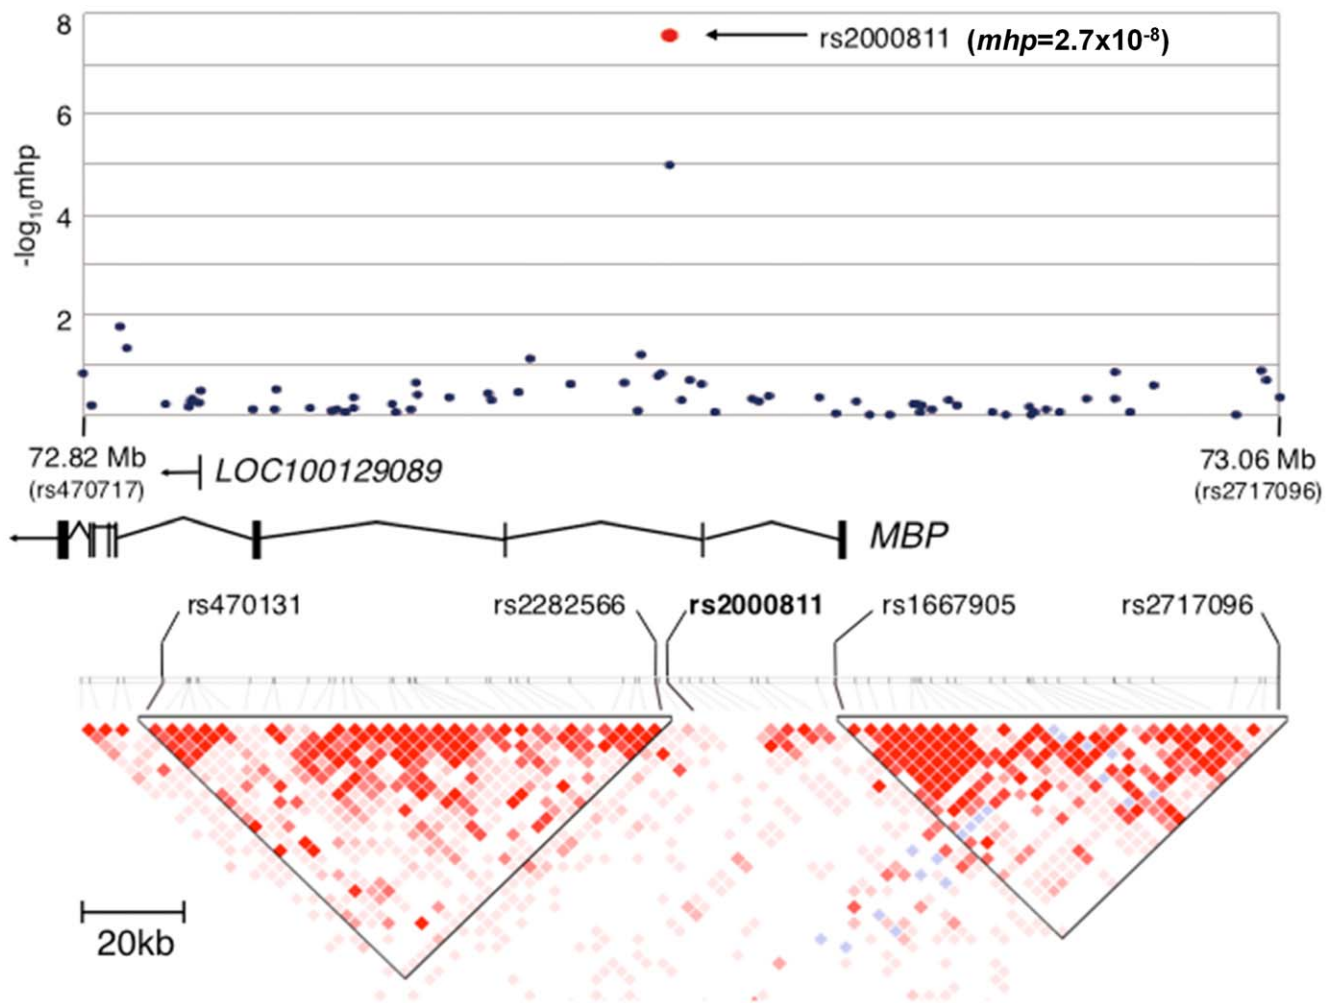 8
rs2000811 (mhp=2.7x10-8)
6
-log10mhp
4
2
72.82 Mb
(rs470717)
LOC100129089
73.06 Mb
(rs2717096)
MBP
rs470131 rs2282566 rs2000811 rs1667905 rs2717096
20kb